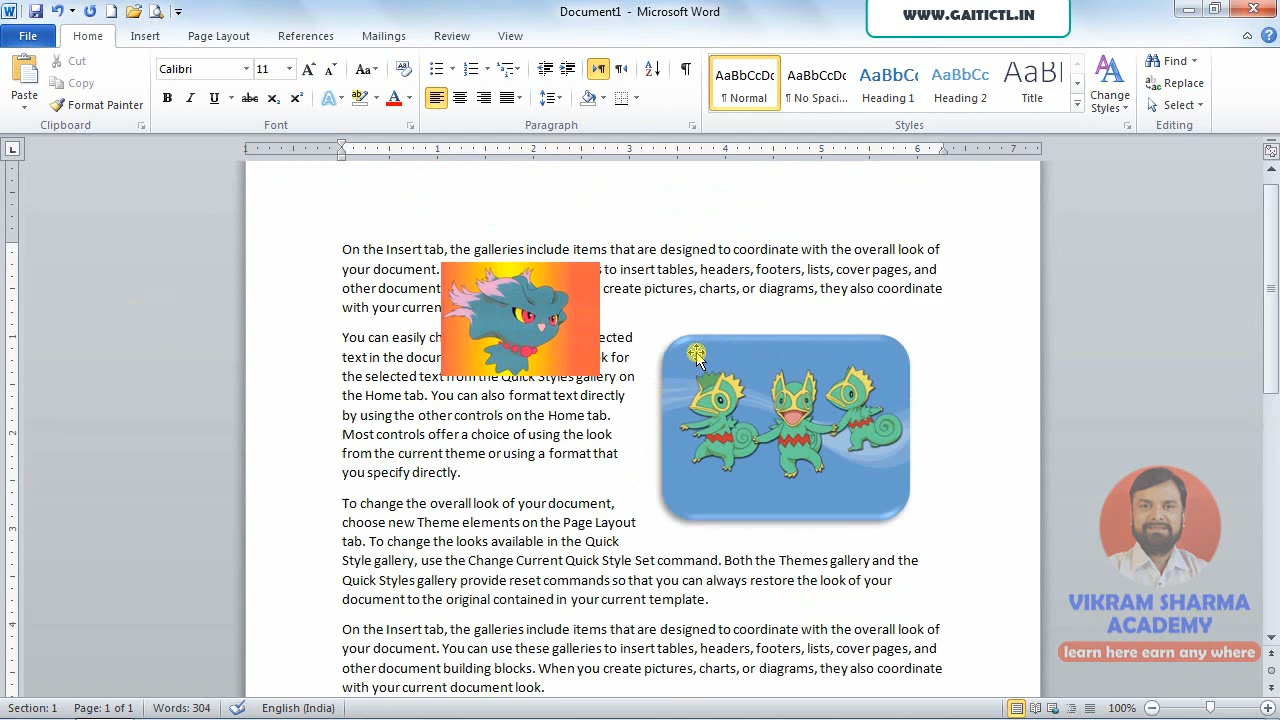 Document1 - Microsoft Word
WWW.GAITICTL.IN
File Home Insert Page Layout References Mailings Review View
Paste
Cut
Copy
Format Painter
Clipboard
Calibri 11
Font
Paragraph
AaBbCcDc AaBbCcDc AaBbCc AaBbCc AaBl
¶ Normal ¶ No Spaci... Heading 1 Heading 2 Title
Change
Styles
Styles
Find
Replace
Select
Editing
1 2 3 4 5 6 7
On the Insert tab, the galleries include items that are designed to coordinate with the overall look of
your document. to insert tables, headers, footers, lists, cover pages, and
other document create pictures, charts, or diagrams, they also coordinate
with your curren
You can easily ch ected
text in the docum k for
the selected text from the Quick Styles gallery on
the Home tab. You can also format text directly
by using the other controls on the Home tab.
Most controls offer a choice of using the look
from the current theme or using a format that
you specify directly.
To change the overall look of your document,
choose new Theme elements on the Page Layout
tab. To change the looks available in the Quick
Style gallery, use the Change Current Quick Style Set command. Both the Themes gallery and the
Quick Styles gallery provide reset commands so that you can always restore the look of your
document to the original contained in your current template.
On the Insert tab, the galleries include items that are designed to coordinate with the overall look of
your document. You can use these galleries to insert tables, headers, footers, lists, cover pages, and
other document building blocks. When you create pictures, charts, or diagrams, they also coordinate
with your current document look.
VIKRAM SHARMA
ACADEMY
learn here earn any where
Section: 1 Page: 1 of 1 Words: 304 English (India) 100%